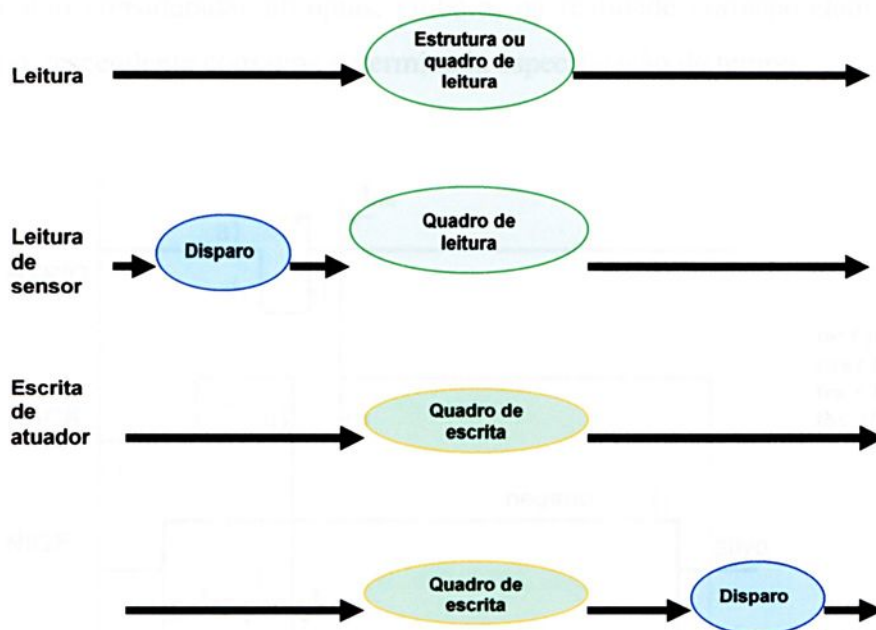 Leitura
Estrutura ou
quadro de
leitura
Leitura
de
sensor
Disparo
Quadro de
leitura
Escrita
de
atuador
Quadro de
escrita
Quadro de
escrita
Disparo